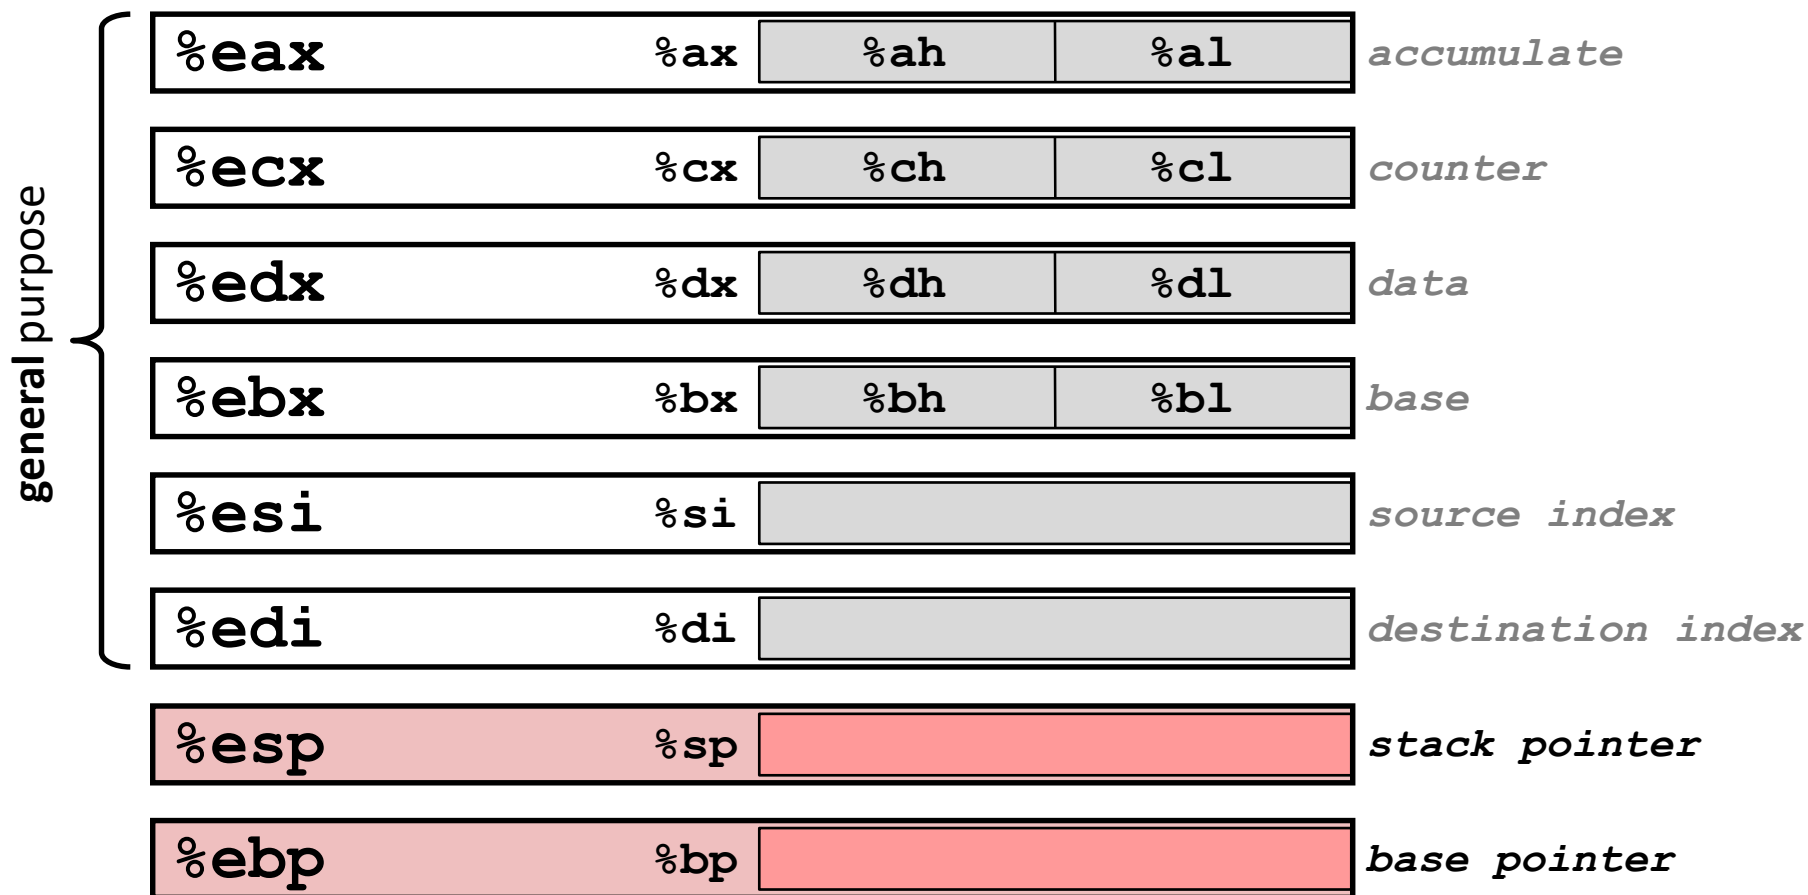 general purpose
%eax %ax %ah %al accumulate
%ecx %cx %ch %cl counter
%edx %dx %dh %dl data
%ebx %bx %bh %bl base
%esi %si source index
%edi %di destination index
%esp %sp stack pointer
%ebp %bp base pointer